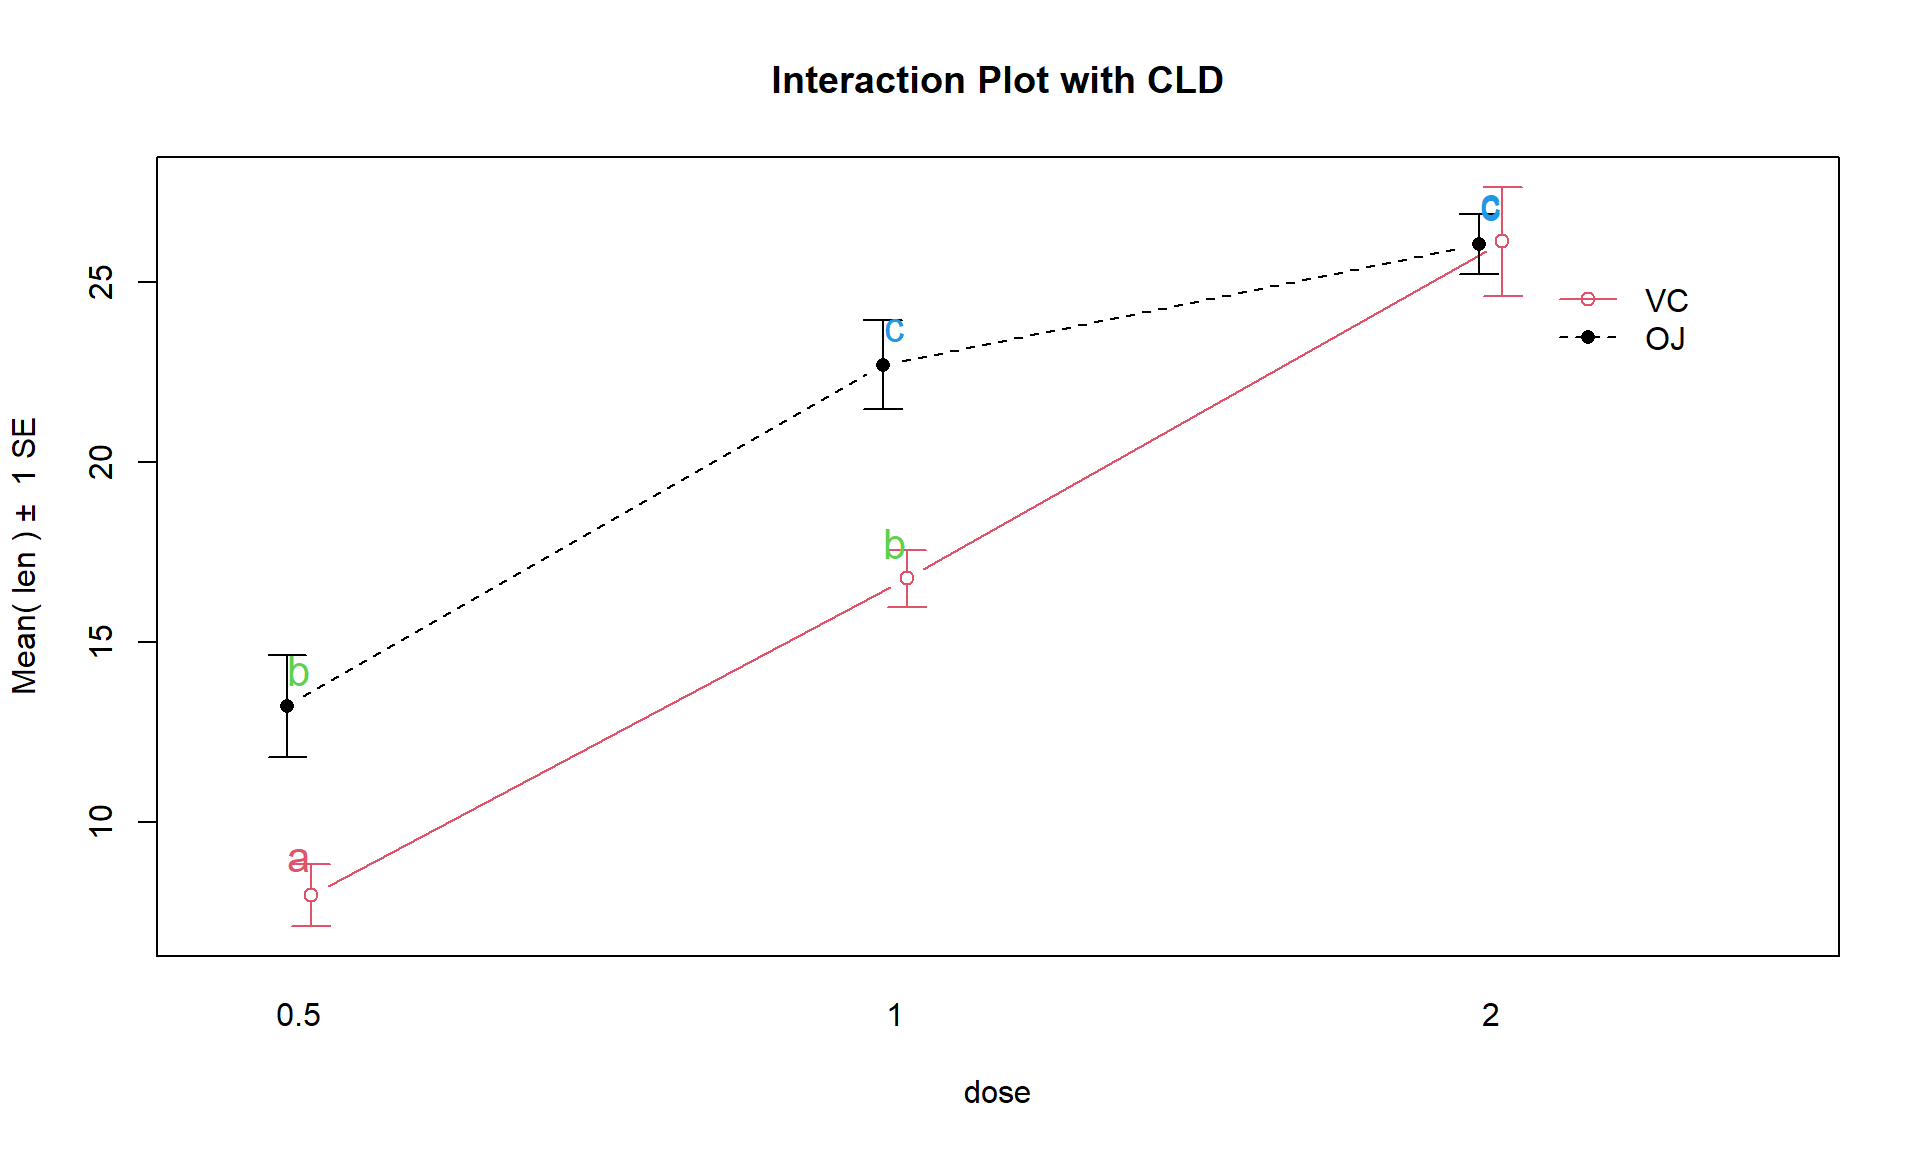 Interaction Plot with CLD
Mean( len ) ± 1 SE
25
20
15
10
c
c
b
b
a
VC
OJ
0.5
1
2
dose